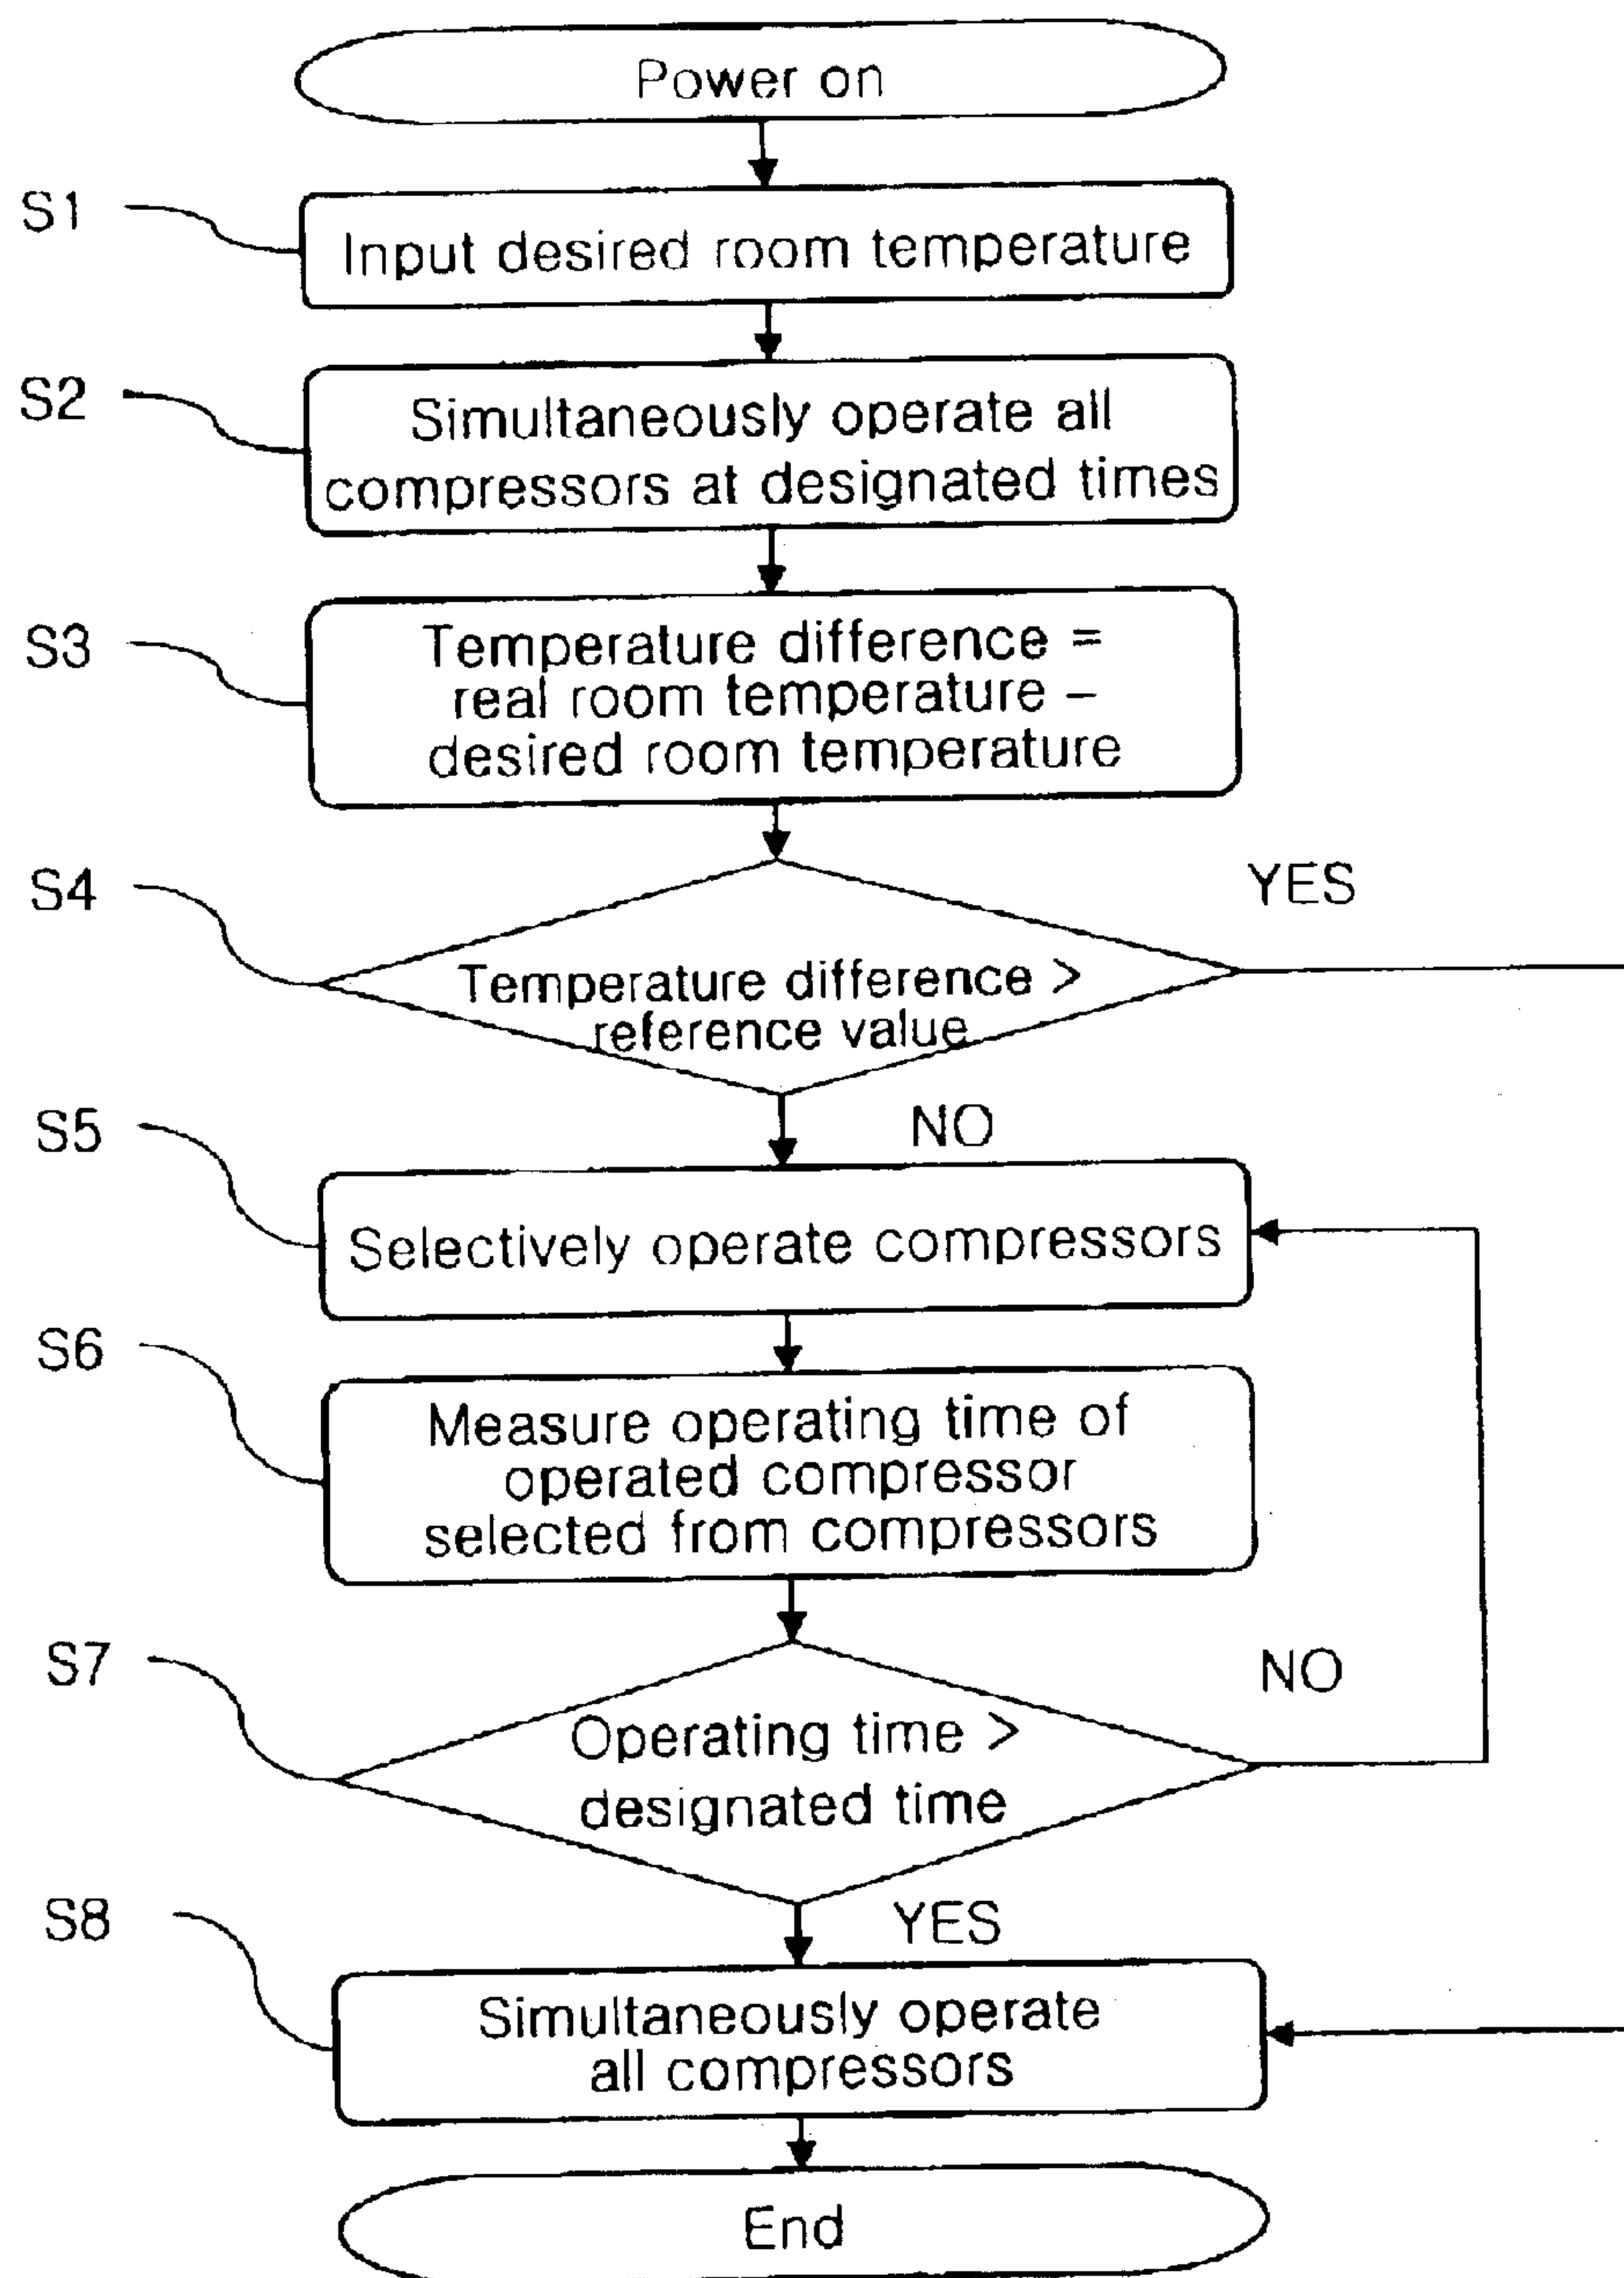 Power on
S1
Input desired room temperature
S2
Simultaneously operate all
compressors at designated times
S3
Temperature difference =
real room temperature –
desired room temperature
S4
YES
Temperature difference >
reference value
NO
S5
Selectively operate compressors
S6
Measure operating time of
operated compressor
selected from compressors
S7
NO
Operating time >
designated time
YES
S8
Simultaneously operate
all compressors
End